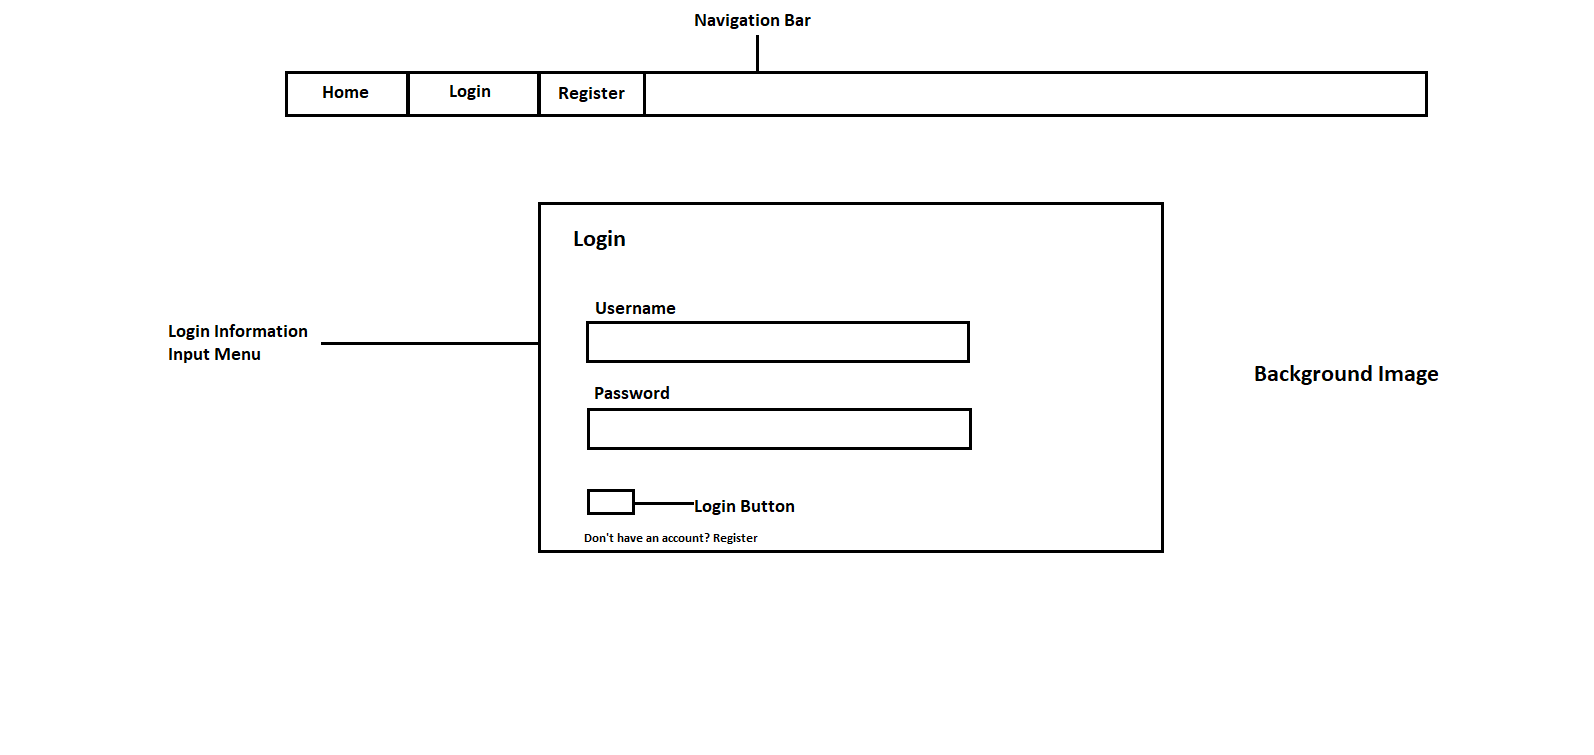 Navigation Bar
Home
Login
Register
Login
Username
Login Information
Input Menu
Background Image
Password
Login Button
Don't have an account? Register